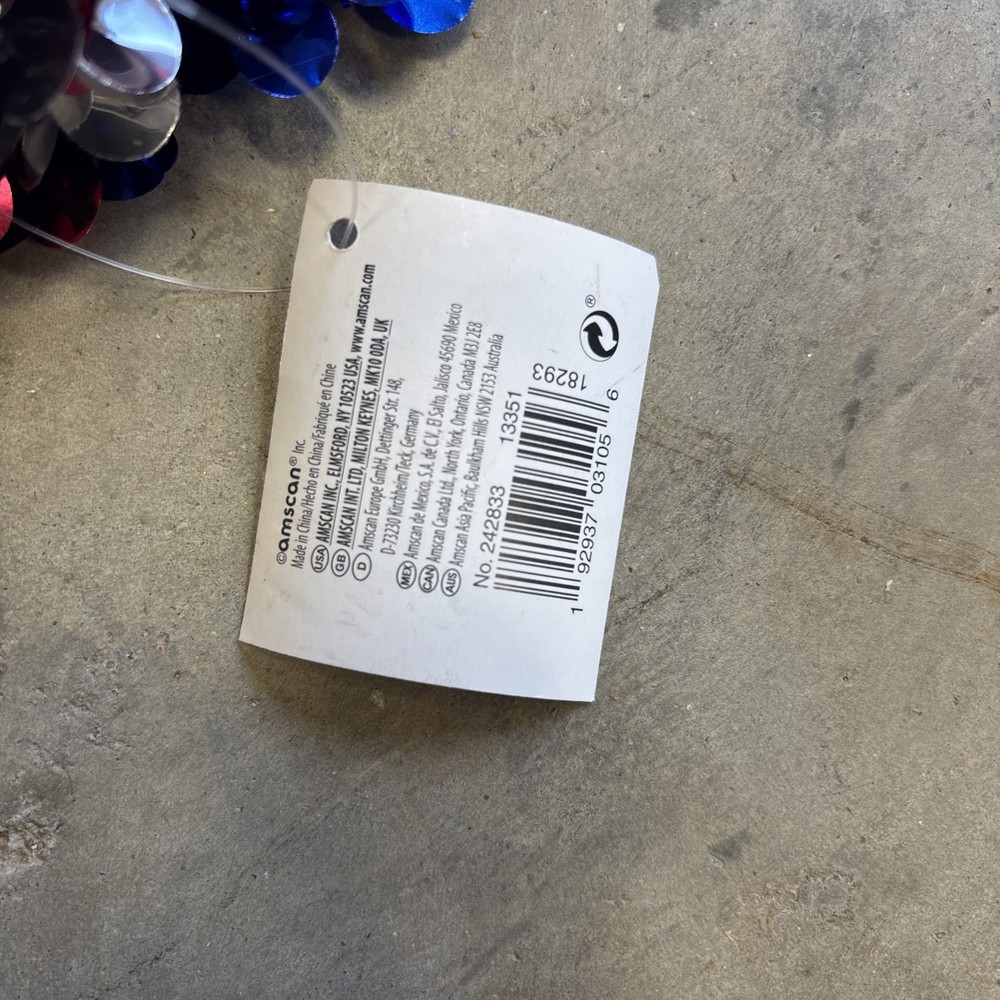 ©amscan® Inc.
Made in China/Hecho en China/Fabriqué en Chine
USA AMSCAN INC., ELMSFORD, NY 10523 USA, www.amscan.com
GB AMSCAN INT. LTD, MILTON KEYNES, MK10 0DA, UK
D Amscan Europe GmbH, Dettinger Str. 148,
D-73230 Kirchheim/Teck, Germany
MEX Amscan de Mexico, S.A. de C.V., El Salto, Jalisco 45690 Mexico
CAN Amscan Canada Ltd., North York, Ontario, Canada M3J 2E8
AUS Amscan Asia Pacific, Baulkham Hills NSW 2153 Australia
No. 242833 13351 18293
18293
1 92937 03105 6
®